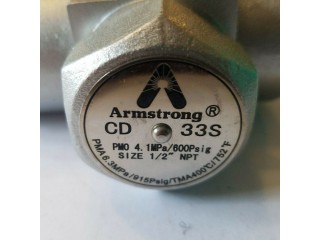 Armstrong®
CD 33S
PMO 4.1MPa/600Psig
SIZE 1/2" NPT
PMA6.3MPa/915Psig/TMA400°C/752°F